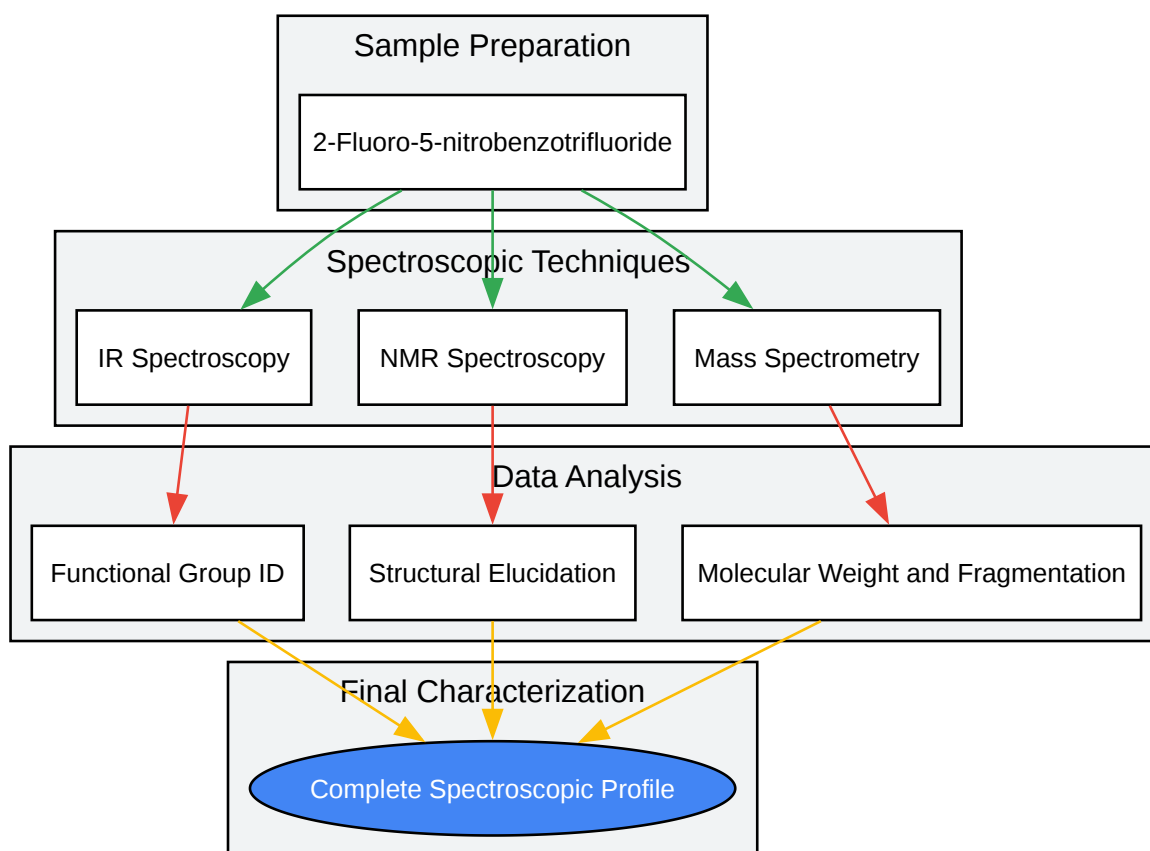 Sample Preparation
2-Fluoro-5-nitrobenzotrifluoride
Spectroscopic Techniques
IR Spectroscopy
NMR Spectroscopy
Mass Spectrometry
Data Analysis
Functional Group ID
Structural Elucidation
Molecular Weight and Fragmentation
Final Characterization
Complete Spectroscopic Profile